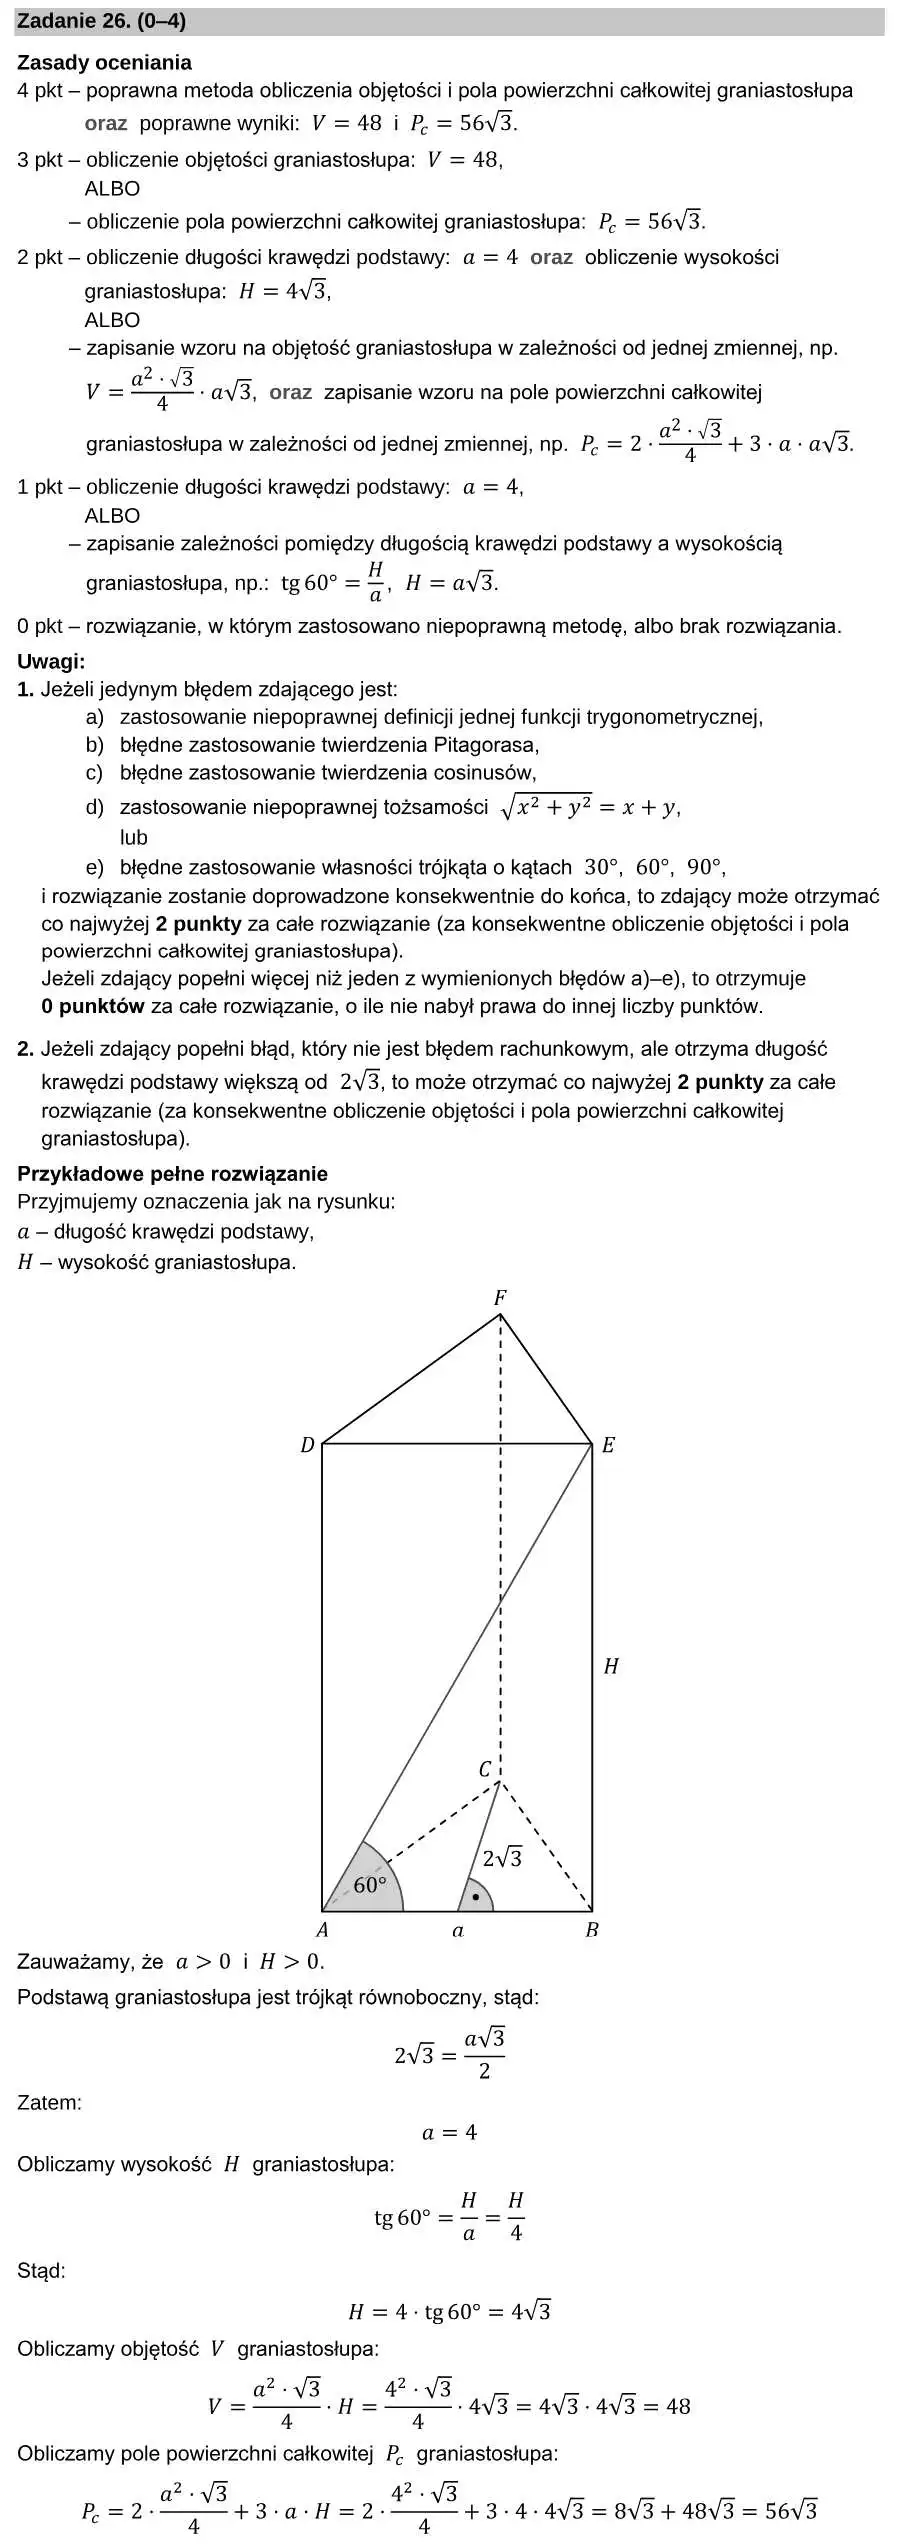 Zadanie 26. (0–4)
Zasady oceniania
4 pkt – poprawna metoda obliczenia objętości i pola powierzchni całkowitej graniastosłupa
oraz poprawne wyniki: V = 48 i P_c = 56√3.
3 pkt – obliczenie objętości graniastosłupa: V = 48,
ALBO
– obliczenie pola powierzchni całkowitej graniastosłupa: P_c = 56√3.
2 pkt – obliczenie długości krawędzi podstawy: a = 4 oraz obliczenie wysokości
graniastosłupa: H = 4√3,
ALBO
– zapisanie wzoru na objętość graniastosłupa w zależności od jednej zmiennej, np.
V = (a² · √3)/4 · a√3, oraz zapisanie wzoru na pole powierzchni całkowitej
graniastosłupa w zależności od jednej zmiennej, np. P_c = 2 · (a² · √3)/4 + 3 · a · a√3.
1 pkt – obliczenie długości krawędzi podstawy: a = 4,
ALBO
– zapisanie zależności pomiędzy długością krawędzi podstawy a wysokością
graniastosłupa, np.: tg 60° = H/a, H = a√3.
0 pkt – rozwiązanie, w którym zastosowano niepoprawną metodę, albo brak rozwiązania.
Uwagi:
1. Jeżeli jedynym błędem zdającego jest:
a) zastosowanie niepoprawnej definicji jednej funkcji trygonometrycznej,
b) błędne zastosowanie twierdzenia Pitagorasa,
c) błędne zastosowanie twierdzenia cosinusów,
d) zastosowanie niepoprawnej tożsamości √(x² + y²) = x + y,
lub
e) błędne zastosowanie własności trójkąta o kątach 30°, 60°, 90°,
i rozwiązanie zostanie doprowadzone konsekwentnie do końca, to zdający może otrzymać
co najwyżej 2 punkty za całe rozwiązanie (za konsekwentne obliczenie objętości i pola
powierzchni całkowitej graniastosłupa).
Jeżeli zdający popełni więcej niż jeden z wymienionych błędów a)–e), to otrzymuje
0 punktów za całe rozwiązanie, o ile nie nabył prawa do innej liczby punktów.
2. Jeżeli zdający popełni błąd, który nie jest błędem rachunkowym, ale otrzyma długość
krawędzi podstawy większą od 2√3, to może otrzymać co najwyżej 2 punkty za całe
rozwiązanie (za konsekwentne obliczenie objętości i pola powierzchni całkowitej
graniastosłupa).
Przykładowe pełne rozwiązanie
Przyjmujemy oznaczenia jak na rysunku:
a – długość krawędzi podstawy,
H – wysokość graniastosłupa.
F
D E
H
C
2√3
60°
A a B
Zauważamy, że a > 0 i H > 0.
Podstawą graniastosłupa jest trójkąt równoboczny, stąd:
2√3 = (a√3)/2
Zatem:
a = 4
Obliczamy wysokość H graniastosłupa:
tg 60° = H/a = H/4
Stąd:
H = 4 · tg 60° = 4√3
Obliczamy objętość V graniastosłupa:
V = (a² · √3)/4 · H = (4² · √3)/4 · 4√3 = 4√3 · 4√3 = 48
Obliczamy pole powierzchni całkowitej P_c graniastosłupa:
P_c = 2 · (a² · √3)/4 + 3 · a · H = 2 · (4² · √3)/4 + 3 · 4 · 4√3 = 8√3 + 48√3 = 56√3